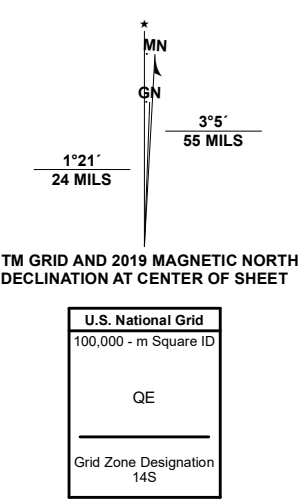 ★
MN
GN
3°5´
55 MILS
1°21´
24 MILS
TM GRID AND 2019 MAGNETIC NORTH
DECLINATION AT CENTER OF SHEET
U.S. National Grid
100,000 - m Square ID
QE
Grid Zone Designation
14S